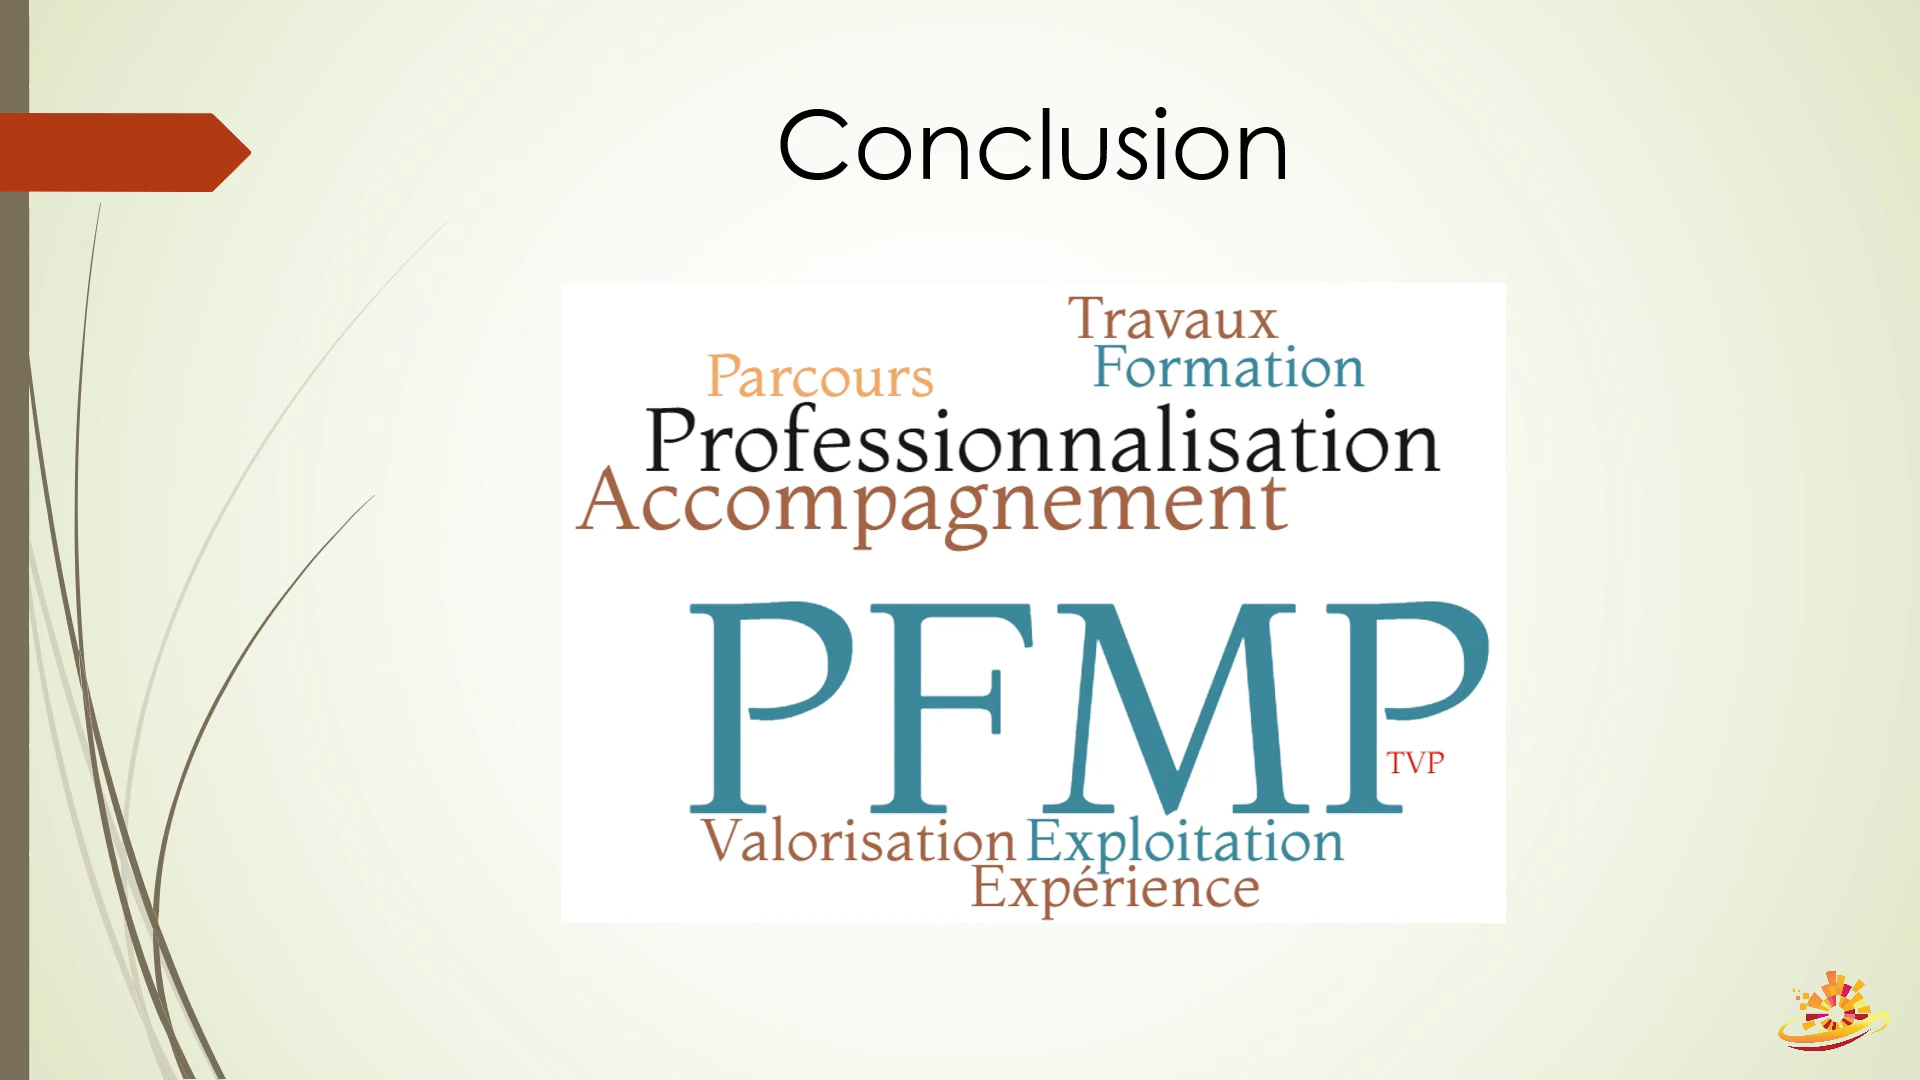 Conclusion
Travaux
Formation
Parcours
Professionnalisation
Accompagnement
PFMP
TVP
Valorisation Exploitation
Expérience